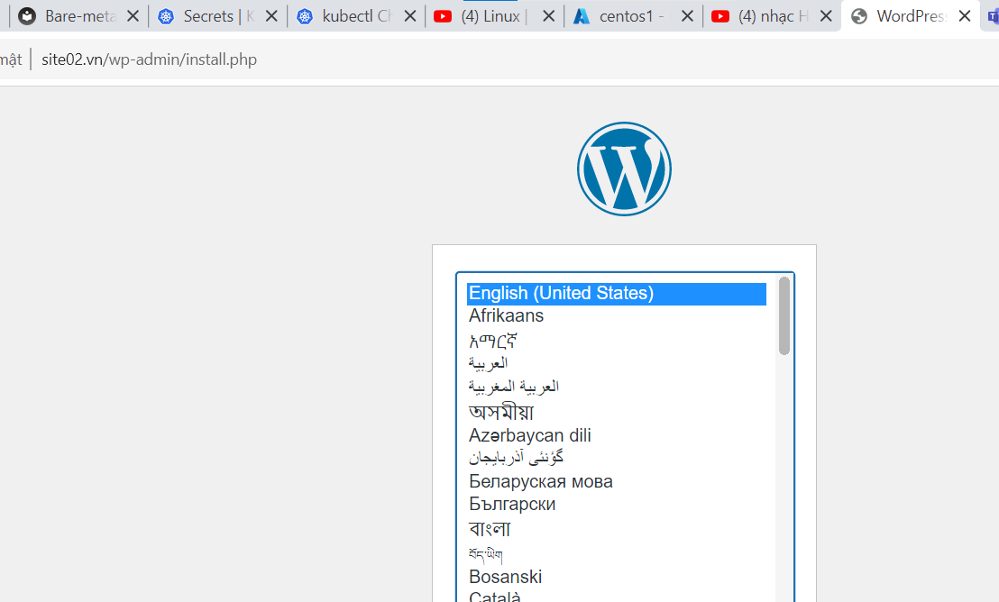 Bare-meta
Secrets | K
kubectl Ch
(4) Linux |
centos1 -
(4) nhạc H
WordPress
mật
site02.vn/wp-admin/install.php
English (United States)
Afrikaans
አማርኛ
العربية
العربية المغربية
অসমীয়া
Azərbaycan dili
گؤنئی آذربایجان
Беларуская мова
Български
বাংলা
བོད་ཡིག
Bosanski
Català